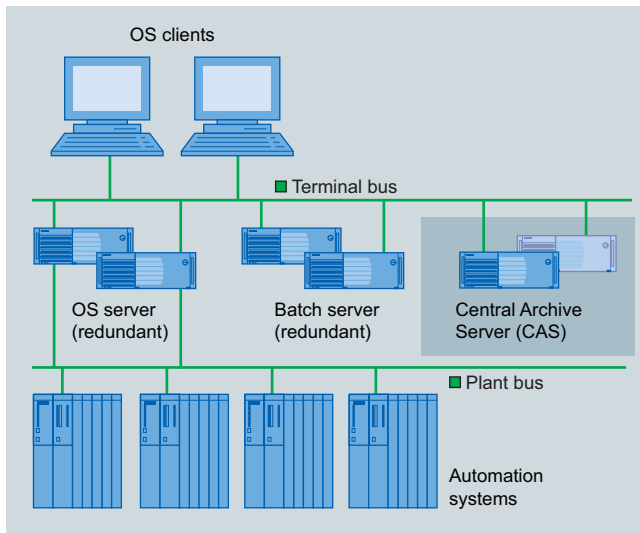 OS clients
Terminal bus
OS server
(redundant)
Batch server
(redundant)
Central Archive
Server (CAS)
Plant bus
Automation
systems